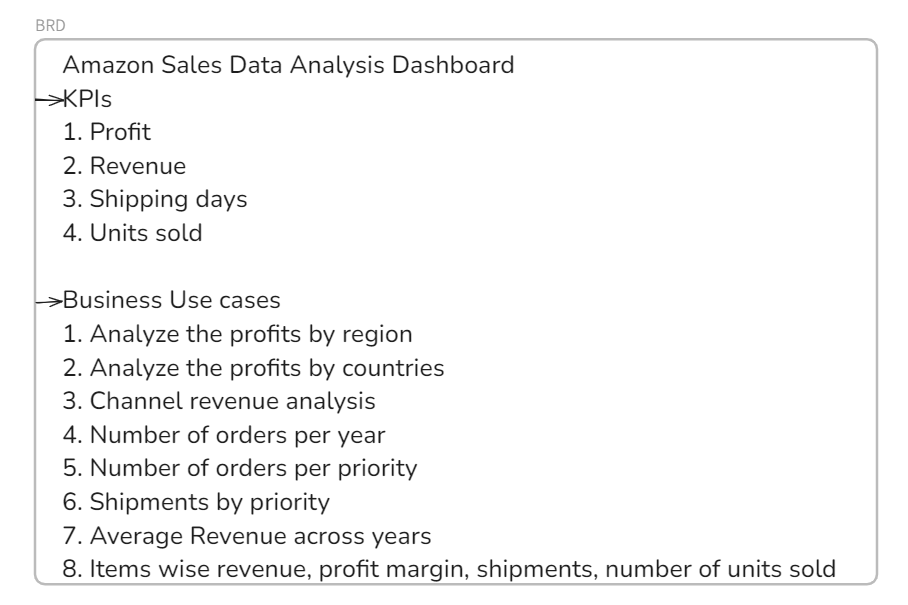 BRD
Amazon Sales Data Analysis Dashboard
KPIs
1. Profit
2. Revenue
3. Shipping days
4. Units sold
Business Use cases
1. Analyze the profits by region
2. Analyze the profits by countries
3. Channel revenue analysis
4. Number of orders per year
5. Number of orders per priority
6. Shipments by priority
7. Average Revenue across years
8. Items wise revenue, profit margin, shipments, number of units sold